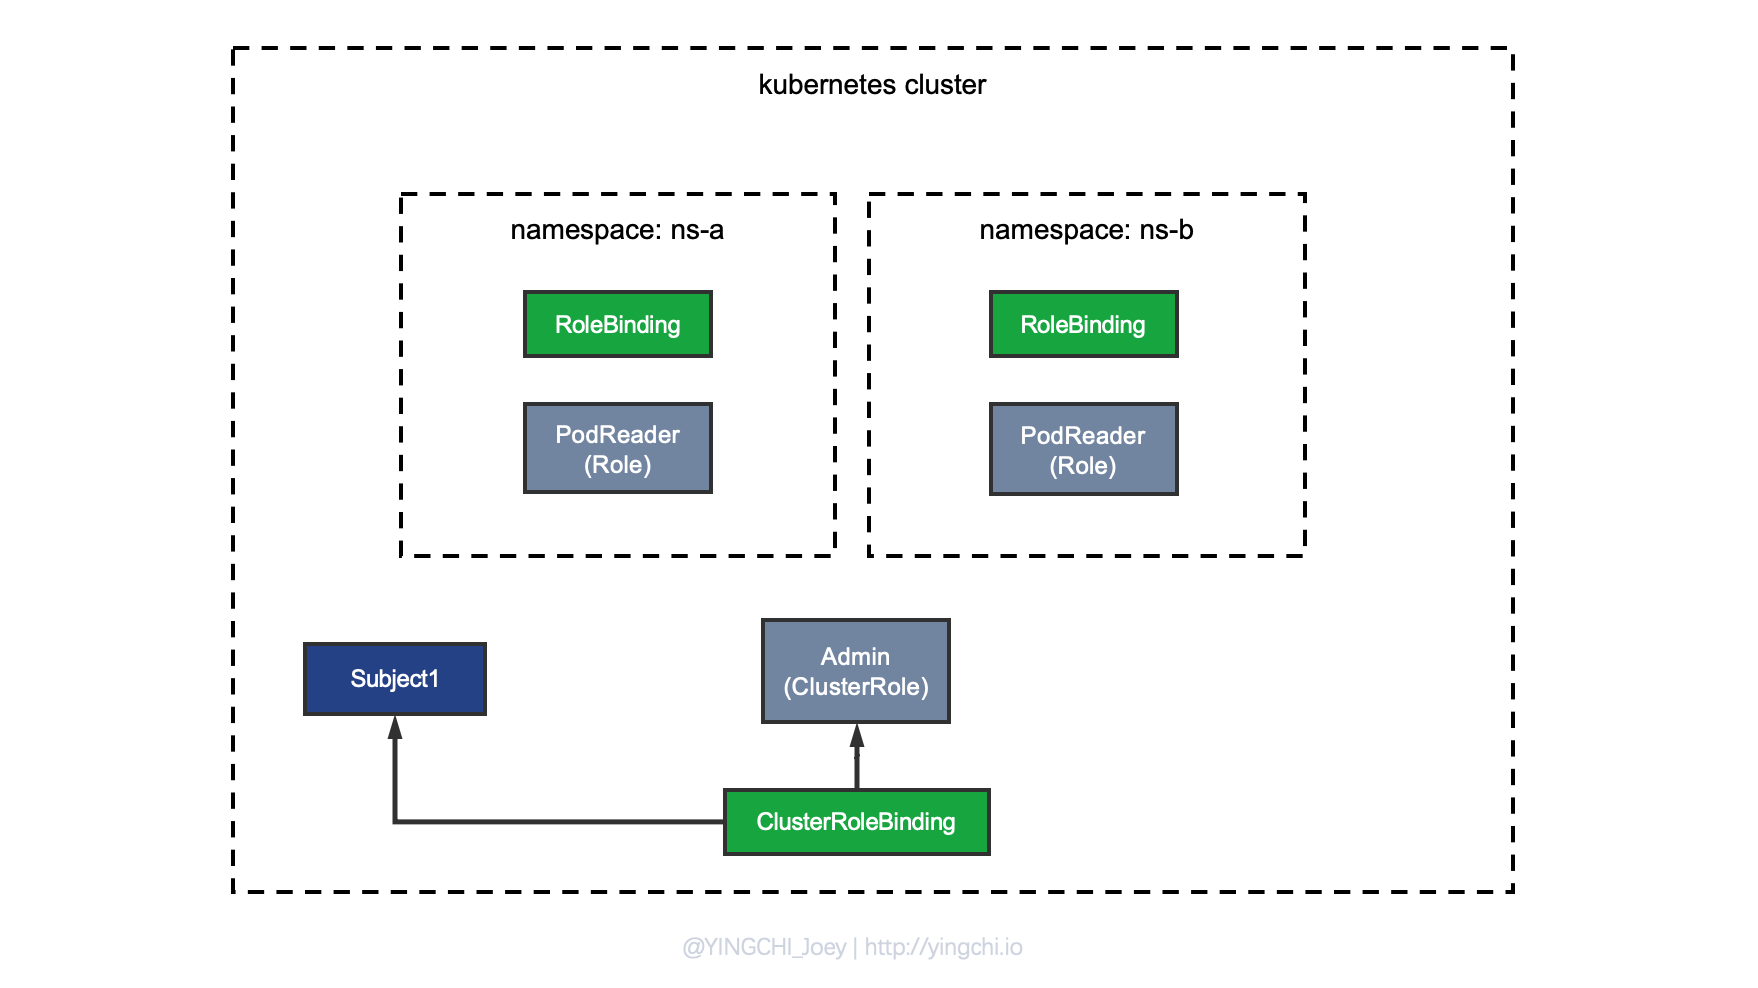 kubernetes cluster
namespace: ns-a
RoleBinding
PodReader
(Role)
namespace: ns-b
RoleBinding
PodReader
(Role)
Subject1
Admin
(ClusterRole)
ClusterRoleBinding
@YINGCHI_Joey | http://yingchi.io